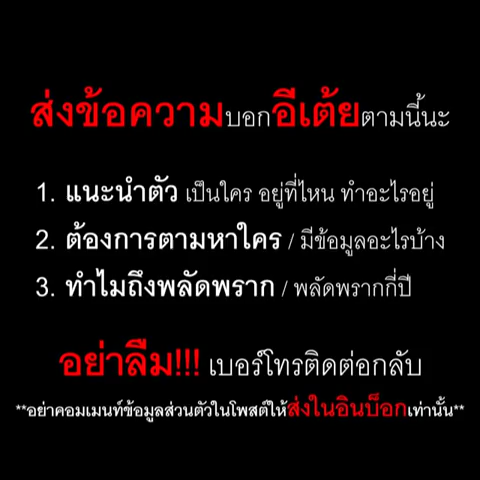 ส่งข้อความบอกอีเต้ยตามนี้นะ
1. แนะนำตัว เป็นใคร อยู่ที่ไหน ทำอะไรอยู่
2. ต้องการตามหาใคร / มีข้อมูลอะไรบ้าง
3. ทำไมถึงพลัดพราก / พลัดพรากกี่ปี
อย่าลืม!!! เบอร์โทรติดต่อกลับ
**อย่าคอมเมนท์ข้อมูลส่วนตัวในโพสต์ให้ส่งในอินบ็อกเท่านั้น**